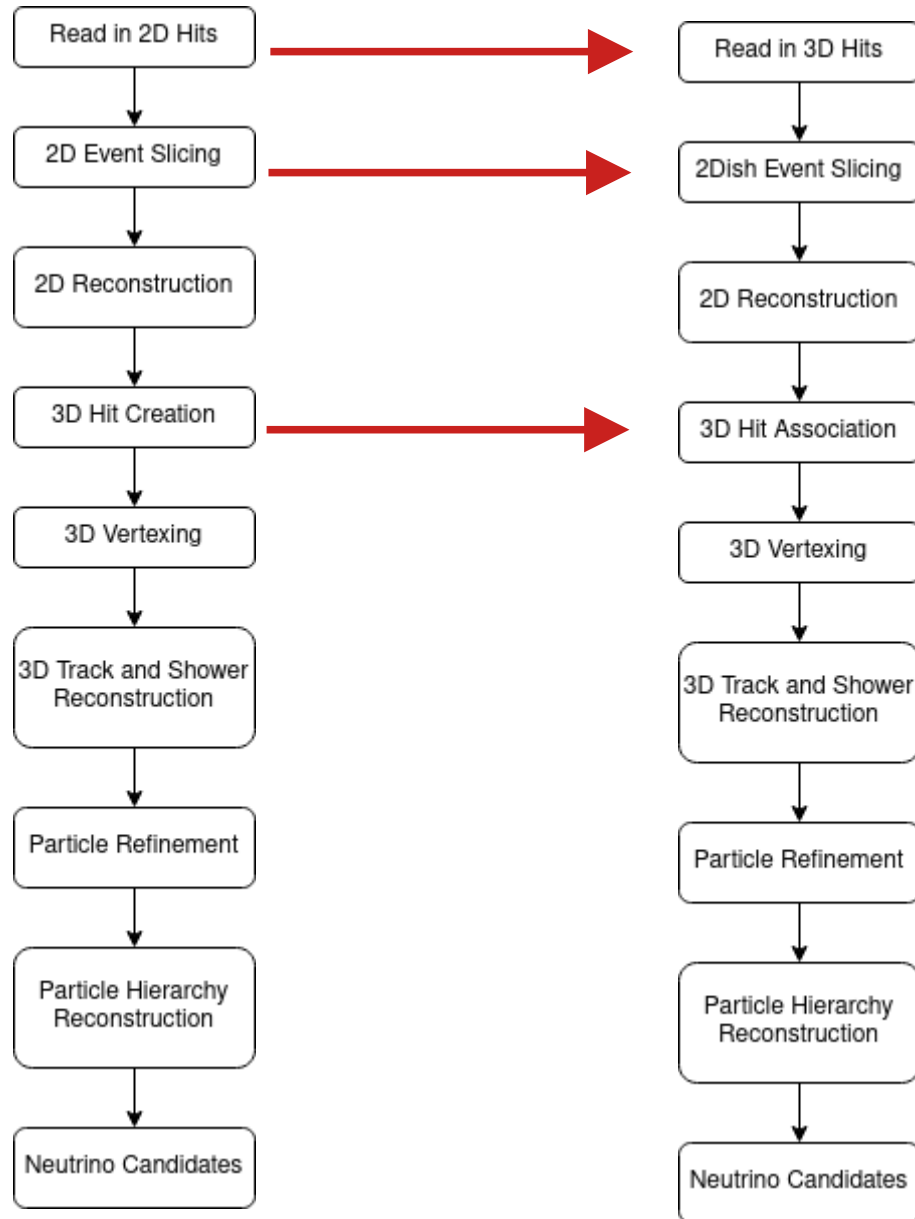 Read in 2D Hits
2D Event Slicing
2D Reconstruction
3D Hit Creation
3D Vertexing
3D Track and Shower
Reconstruction
Particle Refinement
Particle Hierarchy
Reconstruction
Neutrino Candidates
Read in 3D Hits
2Dish Event Slicing
2D Reconstruction
3D Hit Association
3D Vertexing
3D Track and Shower
Reconstruction
Particle Refinement
Particle Hierarchy
Reconstruction
Neutrino Candidates